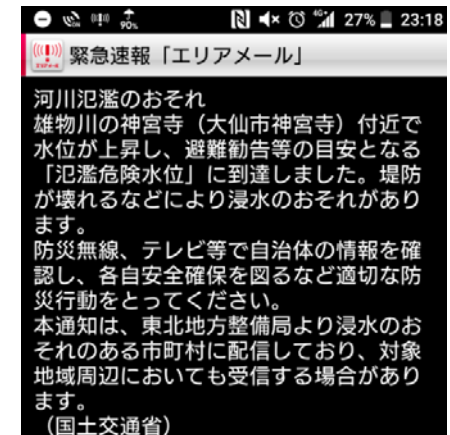 90% 4G 27% 23:18
緊急速報「エリアメール」
河川氾濫のおそれ
雄物川の神宮寺（大仙市神宮寺）付近で
水位が上昇し、避難勧告等の目安となる
「氾濫危険水位」に到達しました。堤防
が壊れるなどにより浸水のおそれがあり
ます。
防災無線、テレビ等で自治体の情報を確
認し、各自安全確保を図るなど適切な防
災行動をとってください。
本通知は、東北地方整備局より浸水のお
それのある市町村に配信しており、対象
地域周辺においても受信する場合があり
ます。
（国土交通省）